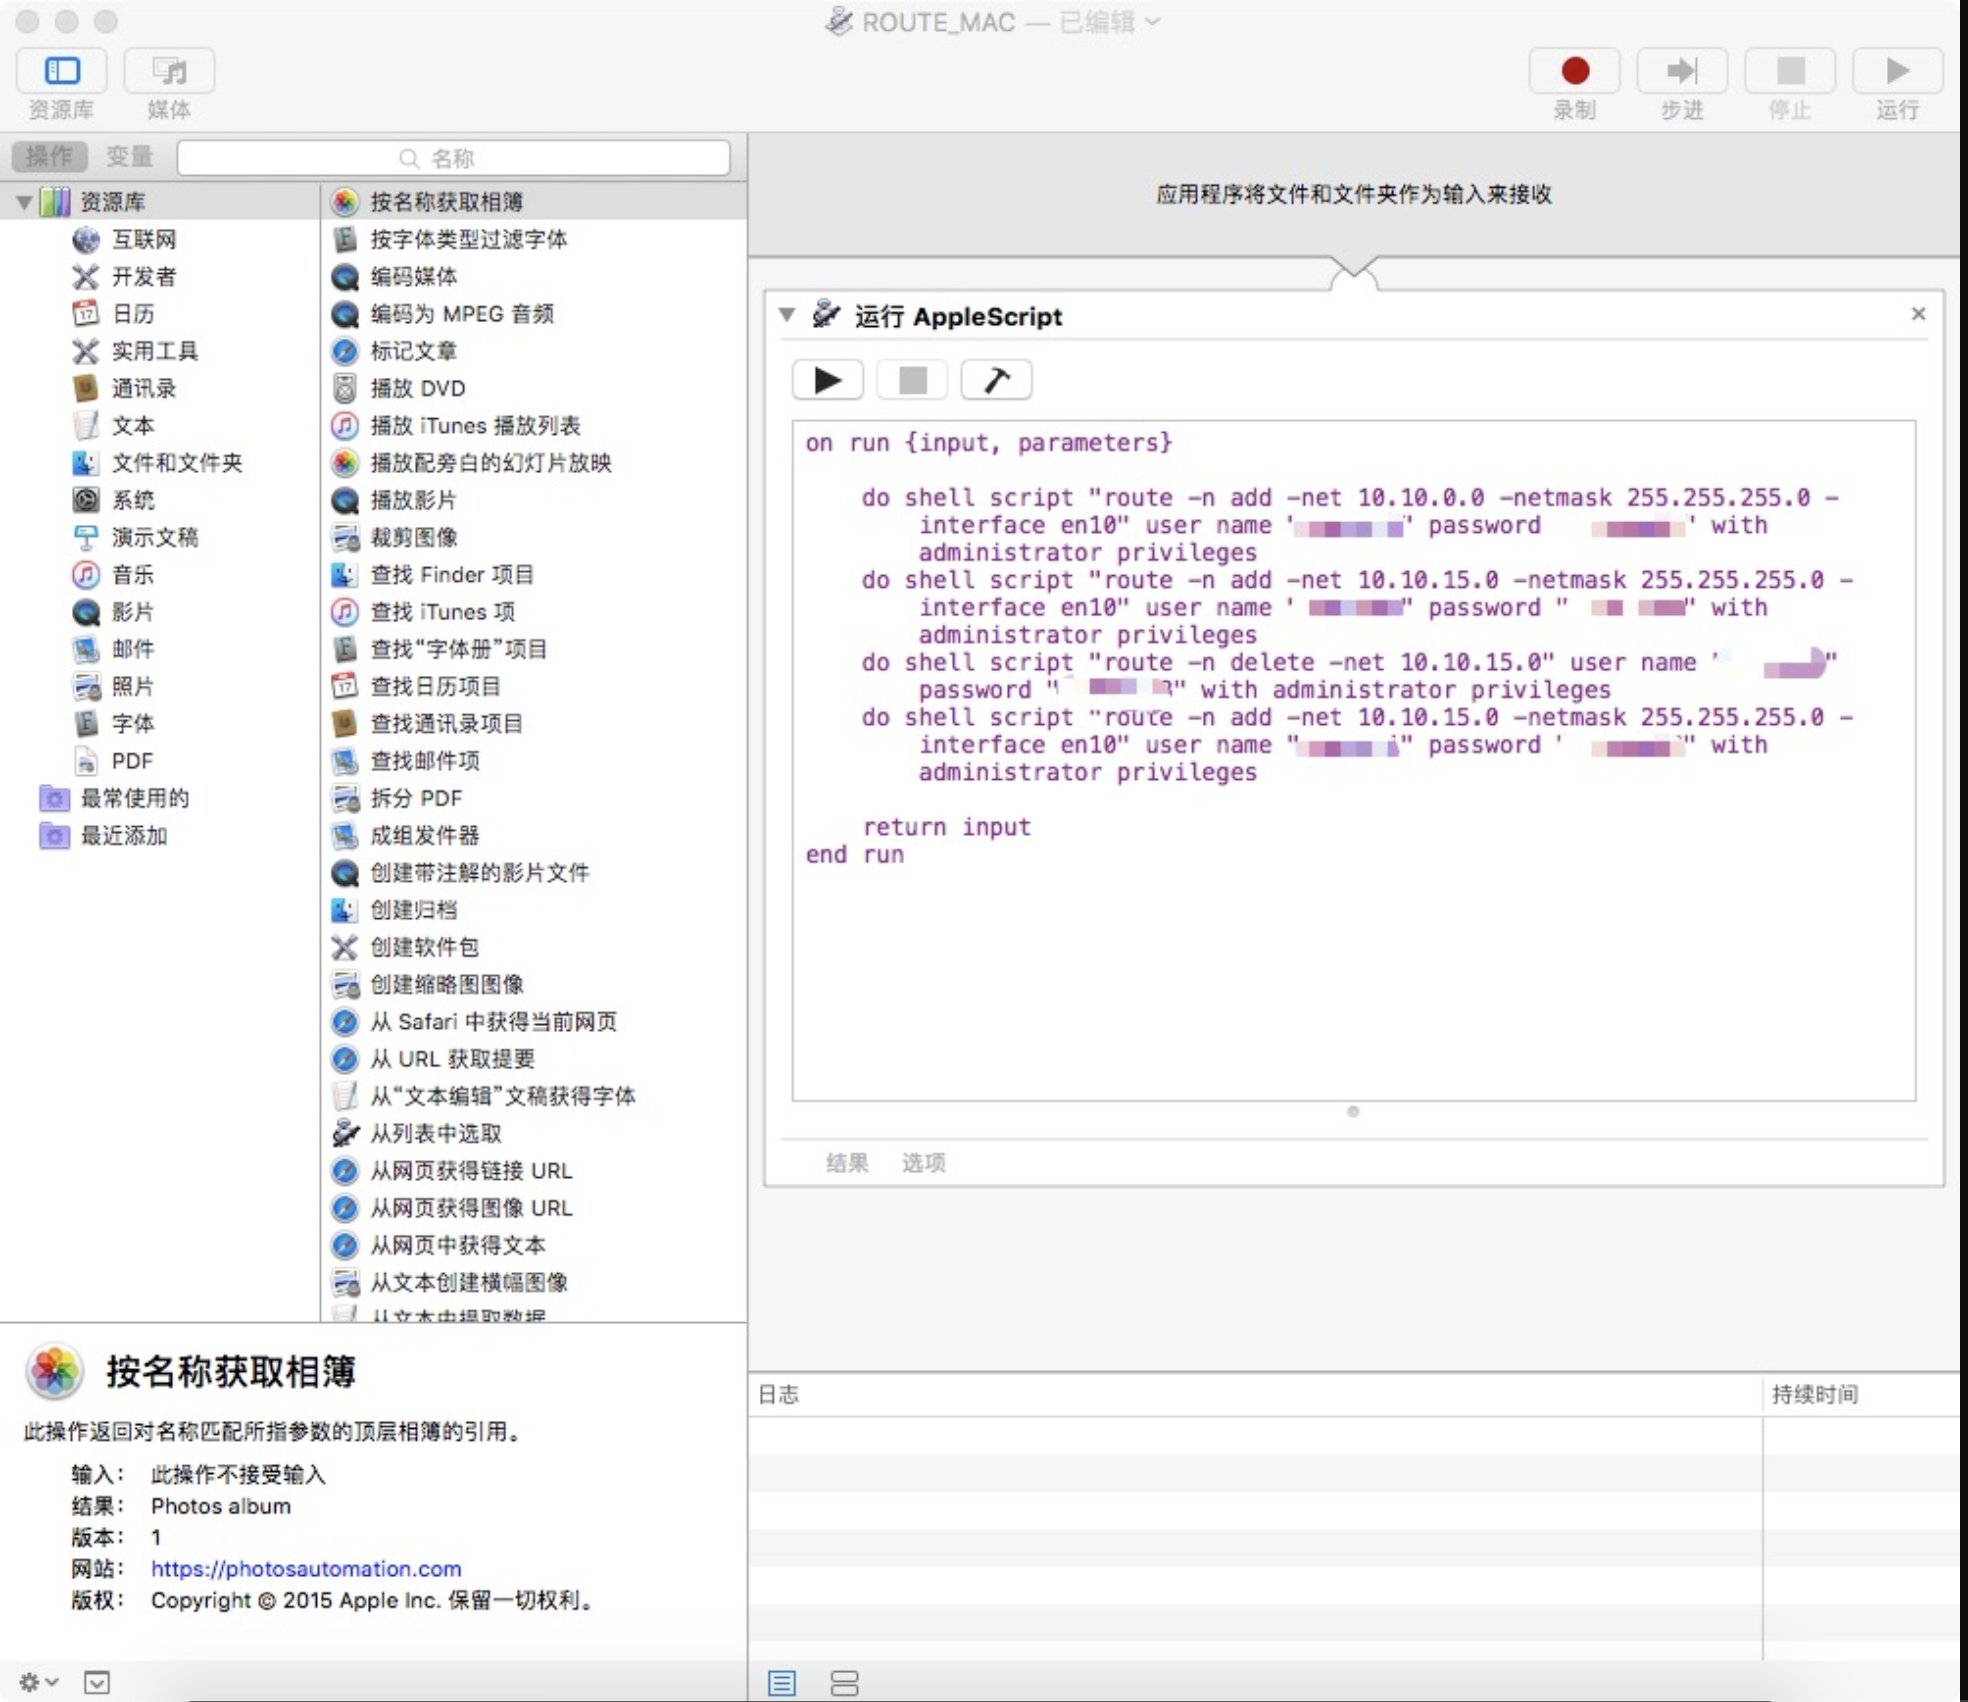 ROUTE_MAC — 已编辑
资源库
媒体
录制
步进
停止
运行
操作
变量
名称
资源库
互联网
开发者
日历
实用工具
通讯录
文本
文件和文件夹
系统
演示文稿
音乐
影片
邮件
照片
字体
PDF
最常使用的
最近添加
按名称获取相簿
按字体类型过滤字体
编码媒体
编码为 MPEG 音频
标记文章
播放 DVD
播放 iTunes 播放列表
播放配旁白的幻灯片放映
播放影片
裁剪图像
查找 Finder 项目
查找 iTunes 项
查找“字体册”项目
查找日历项目
查找通讯录项目
查找邮件项
拆分 PDF
成组发件器
创建带注解的影片文件
创建归档
创建软件包
创建缩略图图像
从 Safari 中获得当前网页
从 URL 获取提要
从“文本编辑”文稿获得字体
从列表中选取
从网页获得链接 URL
从网页获得图像 URL
从网页中获得文本
从文本创建横幅图像
从文本中提取数据
按名称获取相簿
此操作返回对名称匹配所指参数的顶层相簿的引用。
输入： 此操作不接受输入
结果： Photos album
版本： 1
网站： https://photosautomation.com
版权： Copyright © 2015 Apple Inc. 保留一切权利。
应用程序将文件和文件夹作为输入来接收
运行 AppleScript
on run {input, parameters}
do shell script "route -n add -net 10.10.0.0 -netmask 255.255.255.0 -
interface en10" user name ' ' password ' with
administrator privileges
do shell script "route -n add -net 10.10.15.0 -netmask 255.255.255.0 -
interface en10" user name ' " password " " with
administrator privileges
do shell script "route -n delete -net 10.10.15.0" user name ' "
password " " with administrator privileges
do shell script "route -n add -net 10.10.15.0 -netmask 255.255.255.0 -
interface en10" user name " " password ' " with
administrator privileges
return input
end run
结果
选项
日志
持续时间
17
17